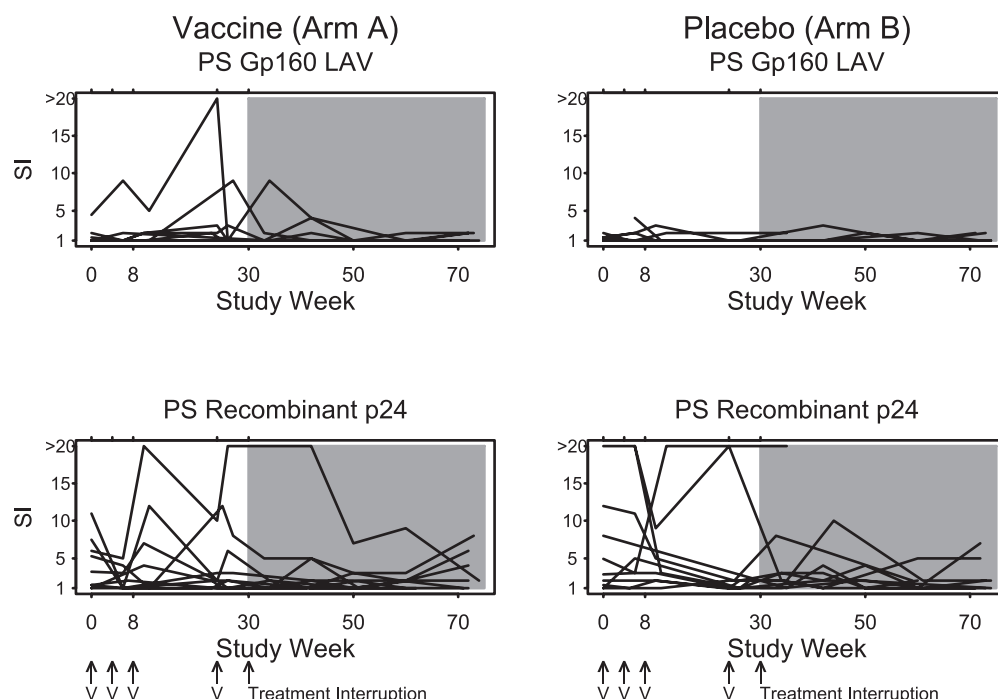 Vaccine (Arm A)
PS Gp160 LAV
Placebo (Arm B)
PS Gp160 LAV
SI
>20
15
10
5
1
0 8 30 50 70
Study Week
>20
15
10
5
1
0 8 30 50 70
Study Week
PS Recombinant p24
PS Recombinant p24
SI
>20
15
10
5
1
0 8 30 50 70
Study Week
V V V V Treatment Interruption
SI
>20
15
10
5
1
0 8 30 50 70
Study Week
V V V V Treatment Interruption